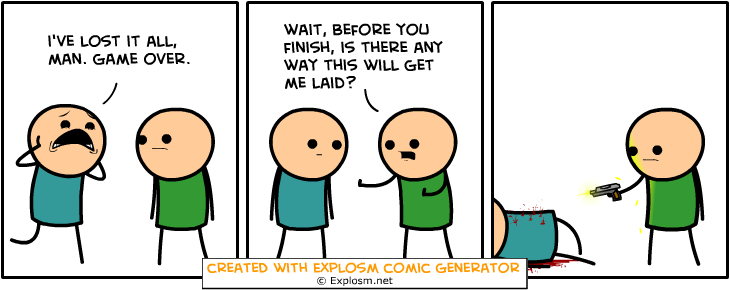 I'VE LOST IT ALL,
MAN. GAME OVER.
WAIT, BEFORE YOU
FINISH, IS THERE ANY
WAY THIS WILL GET
ME LAID?
CREATED WITH EXPLOSM COMIC GENERATOR
© Explosm.net